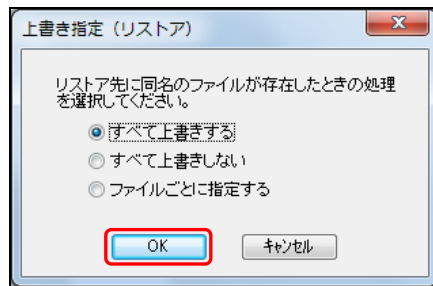 上書き指定（リストア）
リストア先に同名のファイルが存在したときの処理
を選択してください。
すべて上書きする
すべて上書きしない
ファイルごとに指定する
OK キャンセル